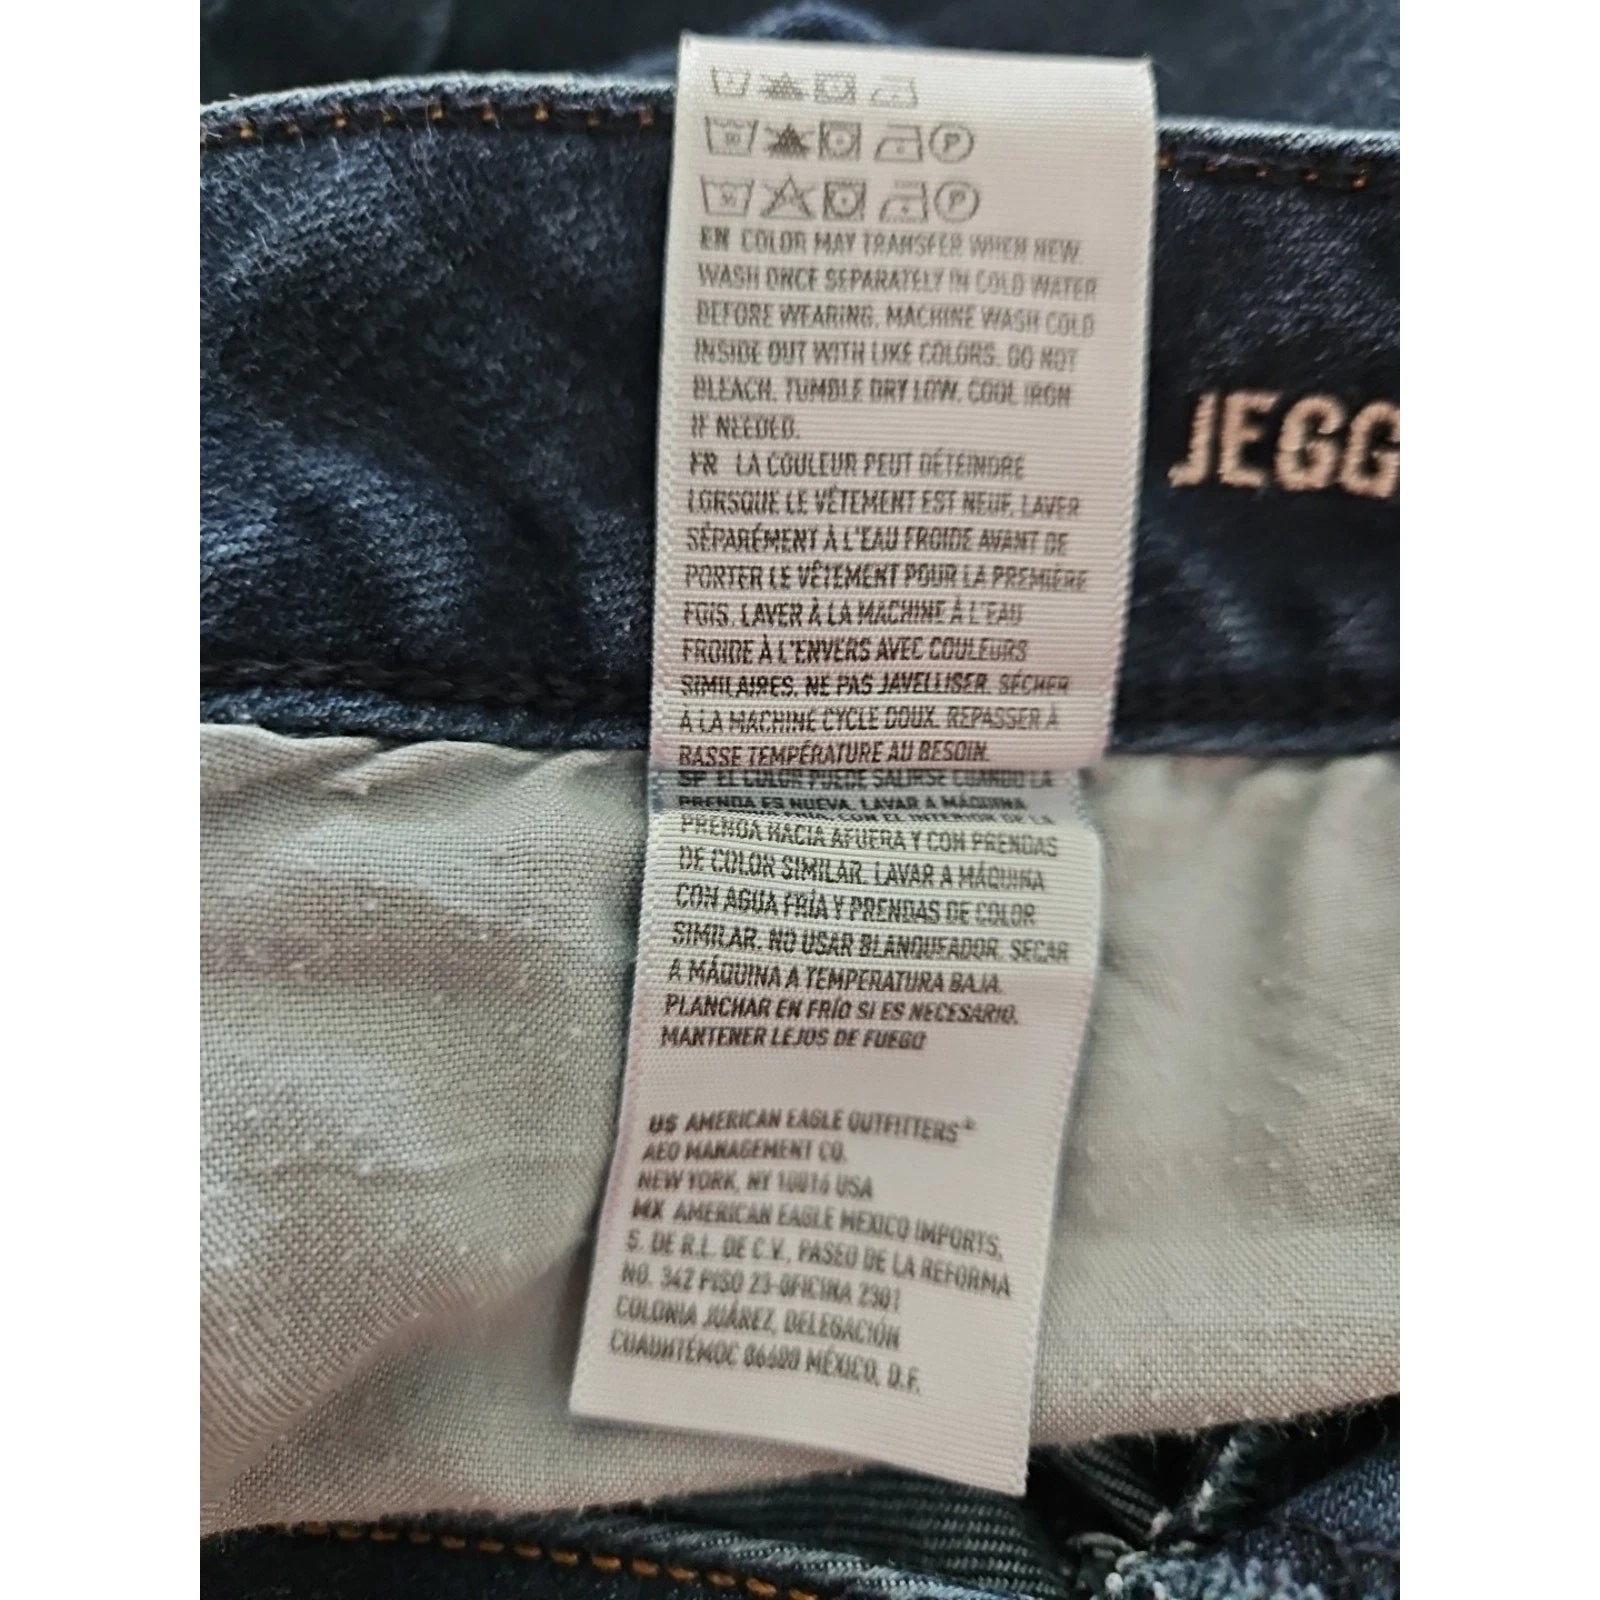 EN COLOR MAY TRANSFER WHEN NEW.
WASH ONCE SEPARATELY IN COLD WATER
BEFORE WEARING. MACHINE WASH COLD
INSIDE OUT WITH LIKE COLORS. DO NOT
BLEACH. TUMBLE DRY LOW. COOL IRON
IF NEEDED.
FR LA COULEUR PEUT DÉTEINDRE
LORSQUE LE VÊTEMENT EST NEUF, LAVER
SÉPARÉMENT À L'EAU FROIDE AVANT DE
PORTER LE VÊTEMENT POUR LA PREMIÈRE
FOIS. LAVER À LA MACHINE À L'EAU
FROIDE À L'ENVERS AVEC COULEURS
SIMILAIRES. NE PAS JAVELLISER. SÉCHER
À LA MACHINE CYCLE DOUX. REPASSER À
BASSE TEMPÉRATURE AU BESOIN.
SP EL COLOR PUEDE SALIRSE CUANDO LA
PRENDA ES NUEVA. LAVAR A MÁQUINA
FRÍA, CON EL INTERIOR DE LA
PRENDA HACIA AFUERA Y CON PRENDAS
DE COLOR SIMILAR. LAVAR A MÁQUINA
CON AGUA FRÍA Y PRENDAS DE COLOR
SIMILAR. NO USAR BLANQUEADOR. SECAR
A MÁQUINA A TEMPERATURA BAJA.
PLANCHAR EN FRÍO SI ES NECESARIO.
MANTENER LEJOS DE FUEGO
US AMERICAN EAGLE OUTFITTERS®
AEO MANAGEMENT CO.
NEW YORK, NY 10016 USA
MX AMERICAN EAGLE MEXICO IMPORTS,
S. DE R.L. DE C.V., PASEO DE LA REFORMA
NO. 342 PISO 23-OFICINA 2301
COLONIA JUÁREZ, DELEGACIÓN
CUAUHTÉMOC 06600 MÉXICO, D.F.
JEGG